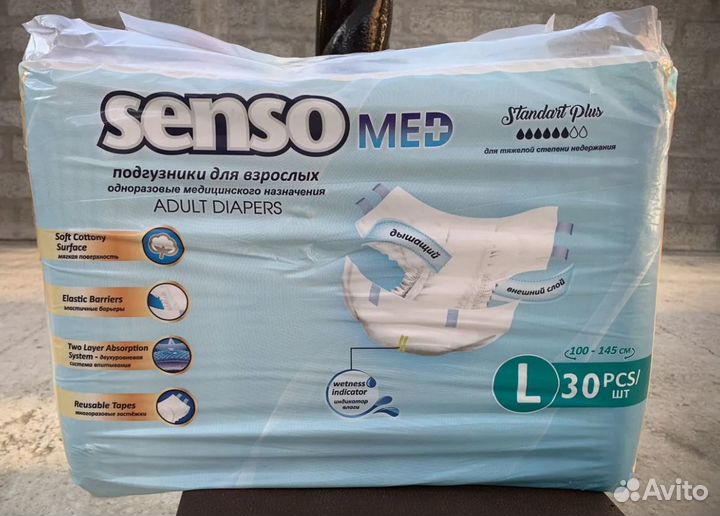 senso MED
Standart Plus
для тяжелой степени недержания
подгузники для взрослых
одноразовые медицинского назначения
ADULT DIAPERS
Soft Cottony
Surface
мягкая поверхность
Elastic Barriers
эластичные барьеры
Two Layer Absorption
System - двухуровневая
система впитывания
Reusable Tapes
многоразовые застёжки
дышащий
внешний слой
wetness
indicator
индикатор
влаги
100 - 145 СМ
L 30 PCS/
ШТ
Avito